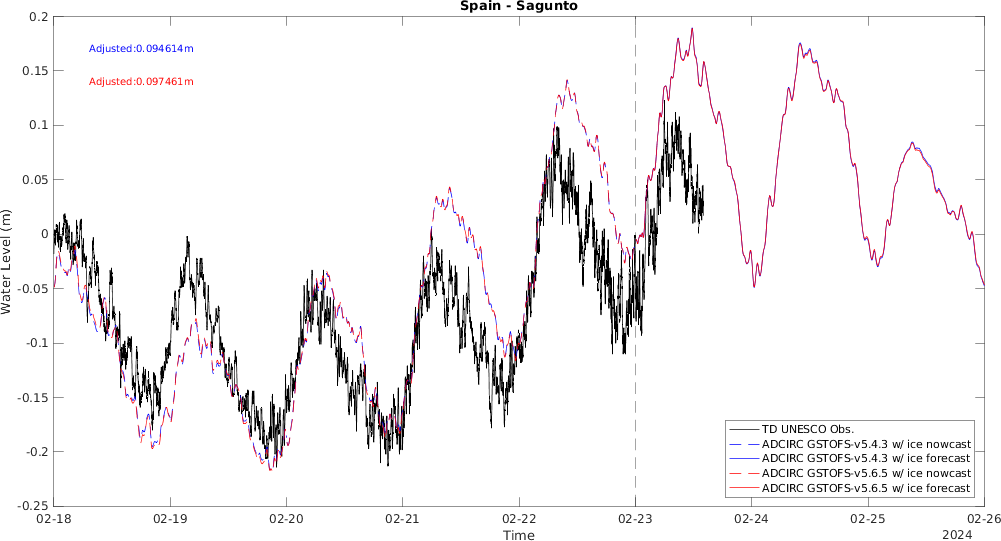 Spain - Sagunto
0.2
0.15
0.1
0.05
0
-0.05
-0.1
-0.15
-0.2
-0.25
Water Level (m)
Adjusted:0.094614m
Adjusted:0.097461m
TD UNESCO Obs.
ADCIRC GSTOFS-v5.4.3 w/ ice nowcast
ADCIRC GSTOFS-v5.4.3 w/ ice forecast
ADCIRC GSTOFS-v5.6.5 w/ ice nowcast
ADCIRC GSTOFS-v5.6.5 w/ ice forecast
02-18 02-19 02-20 02-21 02-22 02-23 02-24 02-25 02-26
Time
2024